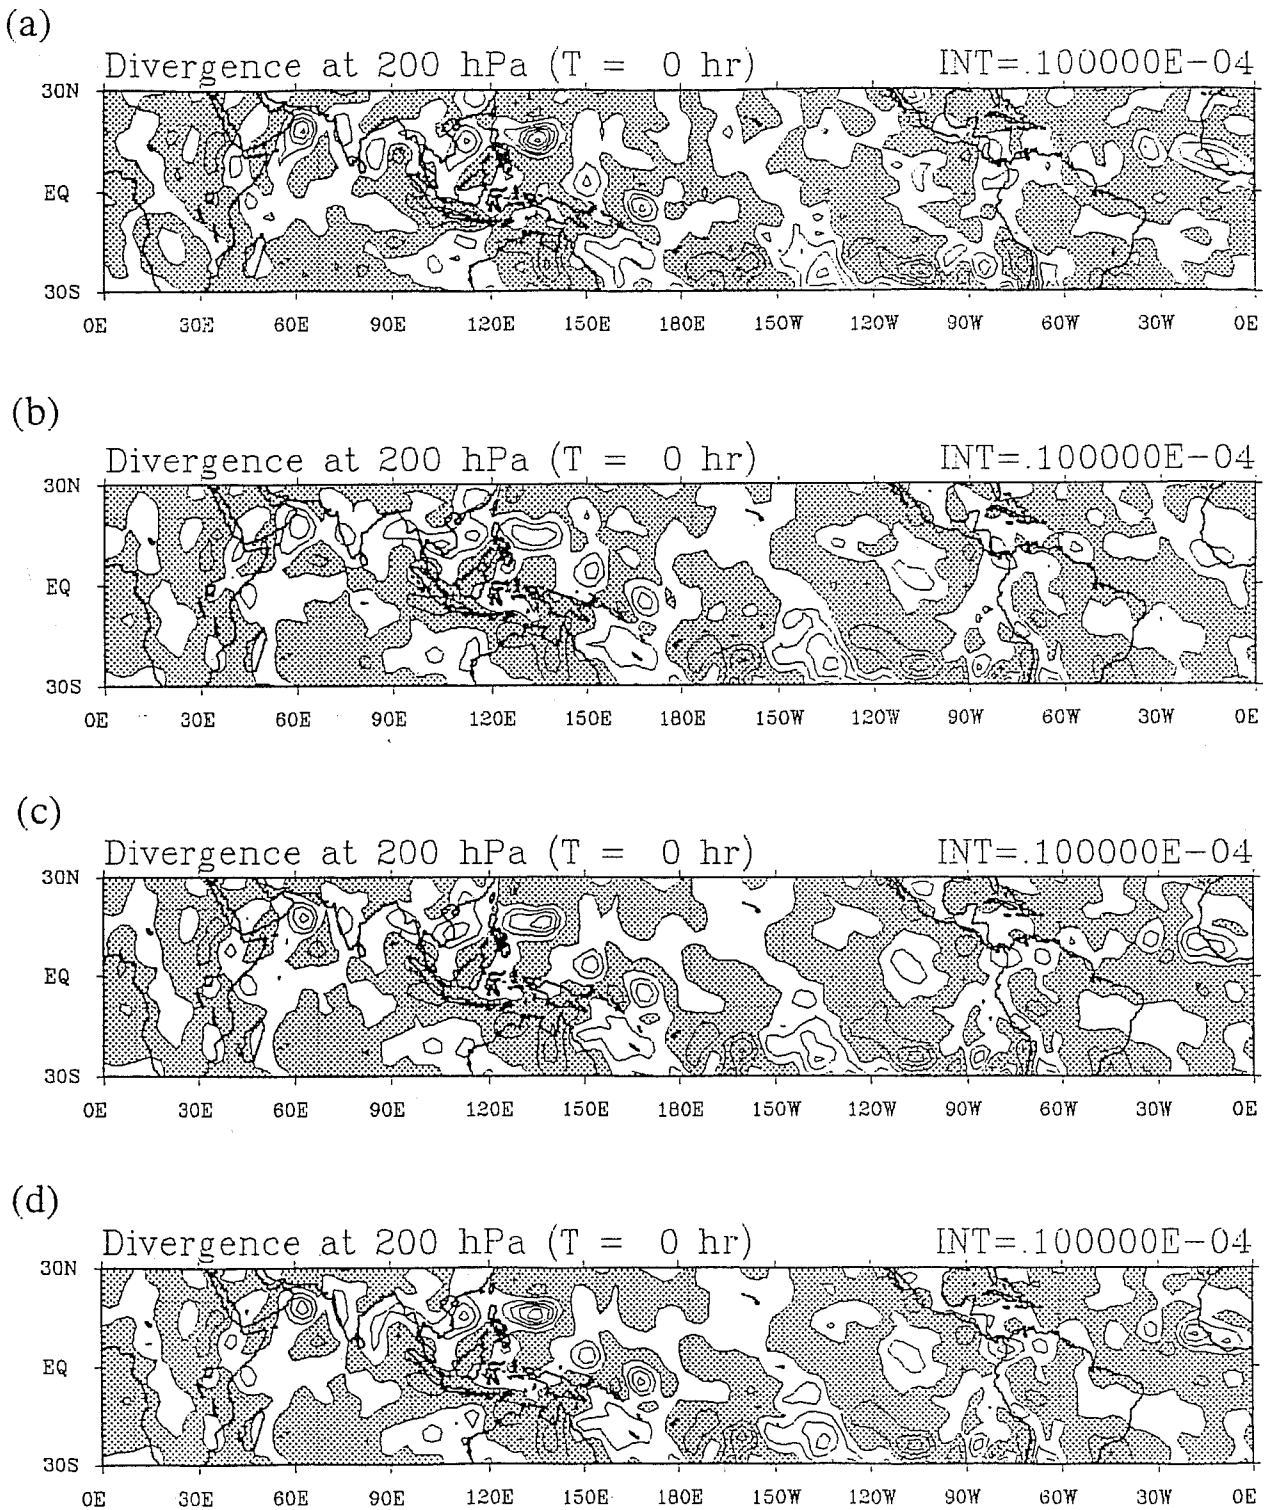 (a)
Divergence at 200 hPa (T = 0 hr) INT=.100000E-04
30N
EQ
30S
0E 30E 60E 90E 120E 150E 180E 150W 120W 90W 60W 30W 0E
(b)
Divergence at 200 hPa (T = 0 hr) INT=.100000E-04
30N
EQ
30S
0E 30E 60E 90E 120E 150E 180E 150W 120W 90W 60W 30W 0E
(c)
Divergence at 200 hPa (T = 0 hr) INT=.100000E-04
30N
EQ
30S
0E 30E 60E 90E 120E 150E 180E 150W 120W 90W 60W 30W 0E
(d)
Divergence at 200 hPa (T = 0 hr) INT=.100000E-04
30N
EQ
30S
0E 30E 60E 90E 120E 150E 180E 150W 120W 90W 60W 30W 0E